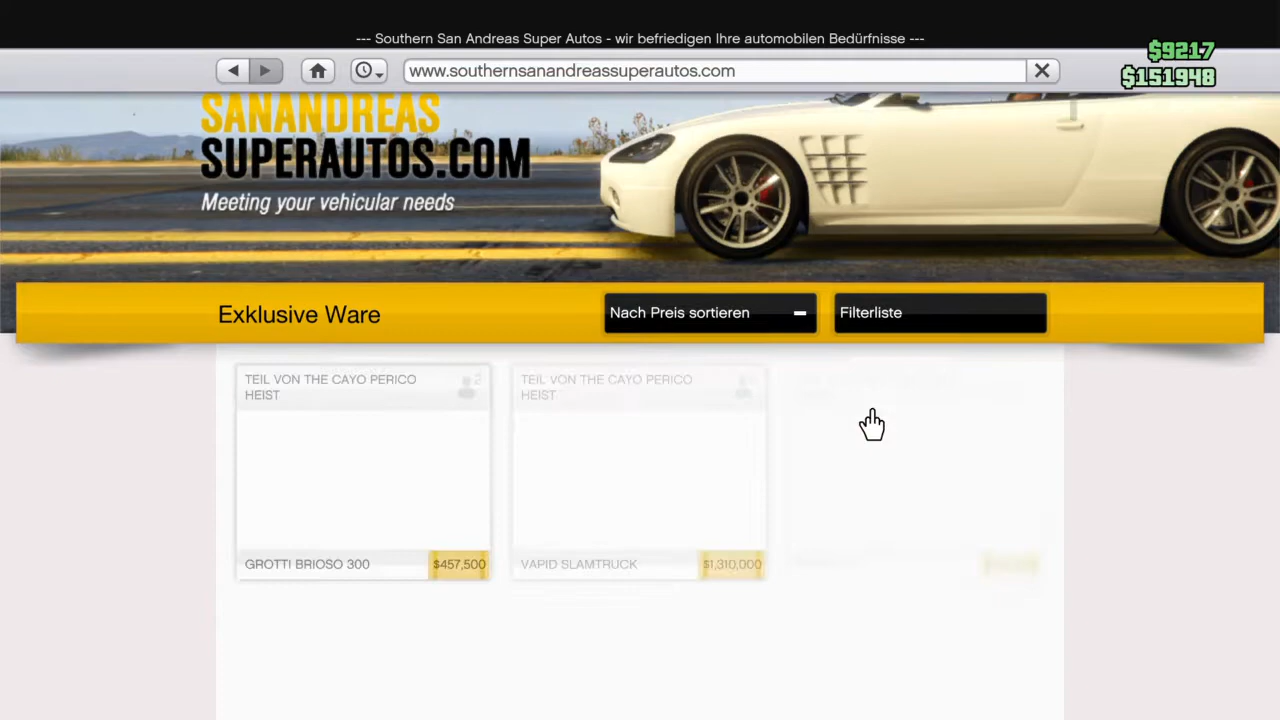 --- Southern San Andreas Super Autos - wir befriedigen Ihre automobilen Bedürfnisse ---
$9217
www.southernsanandreassuperautos.com
$151948
SANANDREAS
SUPERAUTOS.COM
Meeting your vehicular needs
Exklusive Ware
Nach Preis sortieren
Filterliste
TEIL VON THE CAYO PERICO
HEIST
2
TEIL VON THE CAYO PERICO
HEIST
GROTTI BRIOSO 300
$457,500
VAPID SLAMTRUCK
$1,310,000